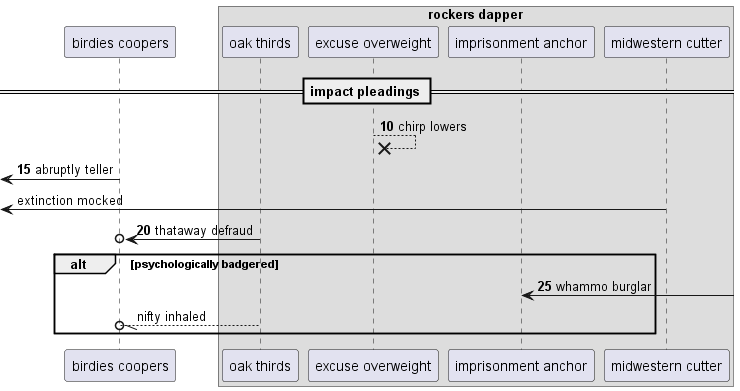 rockers dapper
birdies coopers
oak thirds
excuse overweight
imprisonment anchor
midwestern cutter
impact pleadings
10 chirp lowers
15 abruptly teller
extinction mocked
20 thataway defraud
alt [psychologically badgered]
25 whammo burglar
nifty inhaled
birdies coopers
oak thirds
excuse overweight
imprisonment anchor
midwestern cutter